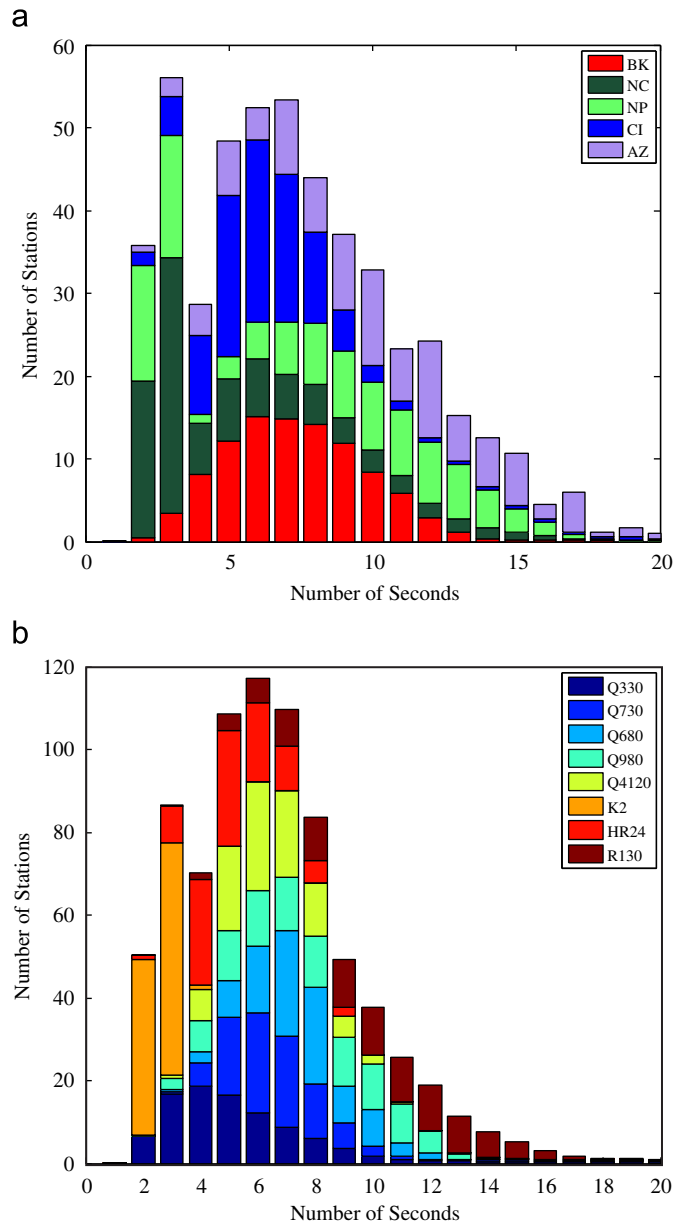 a
60
50
40
30
20
10
0
Number of Stations
0 5 10 15 20
Number of Seconds
BK
NC
NP
CI
AZ
b
120
100
80
60
40
20
0
Number of Stations
0 2 4 6 8 10 12 14 16 18 20
Number of Seconds
Q330
Q730
Q680
Q980
Q4120
K2
HR24
R130